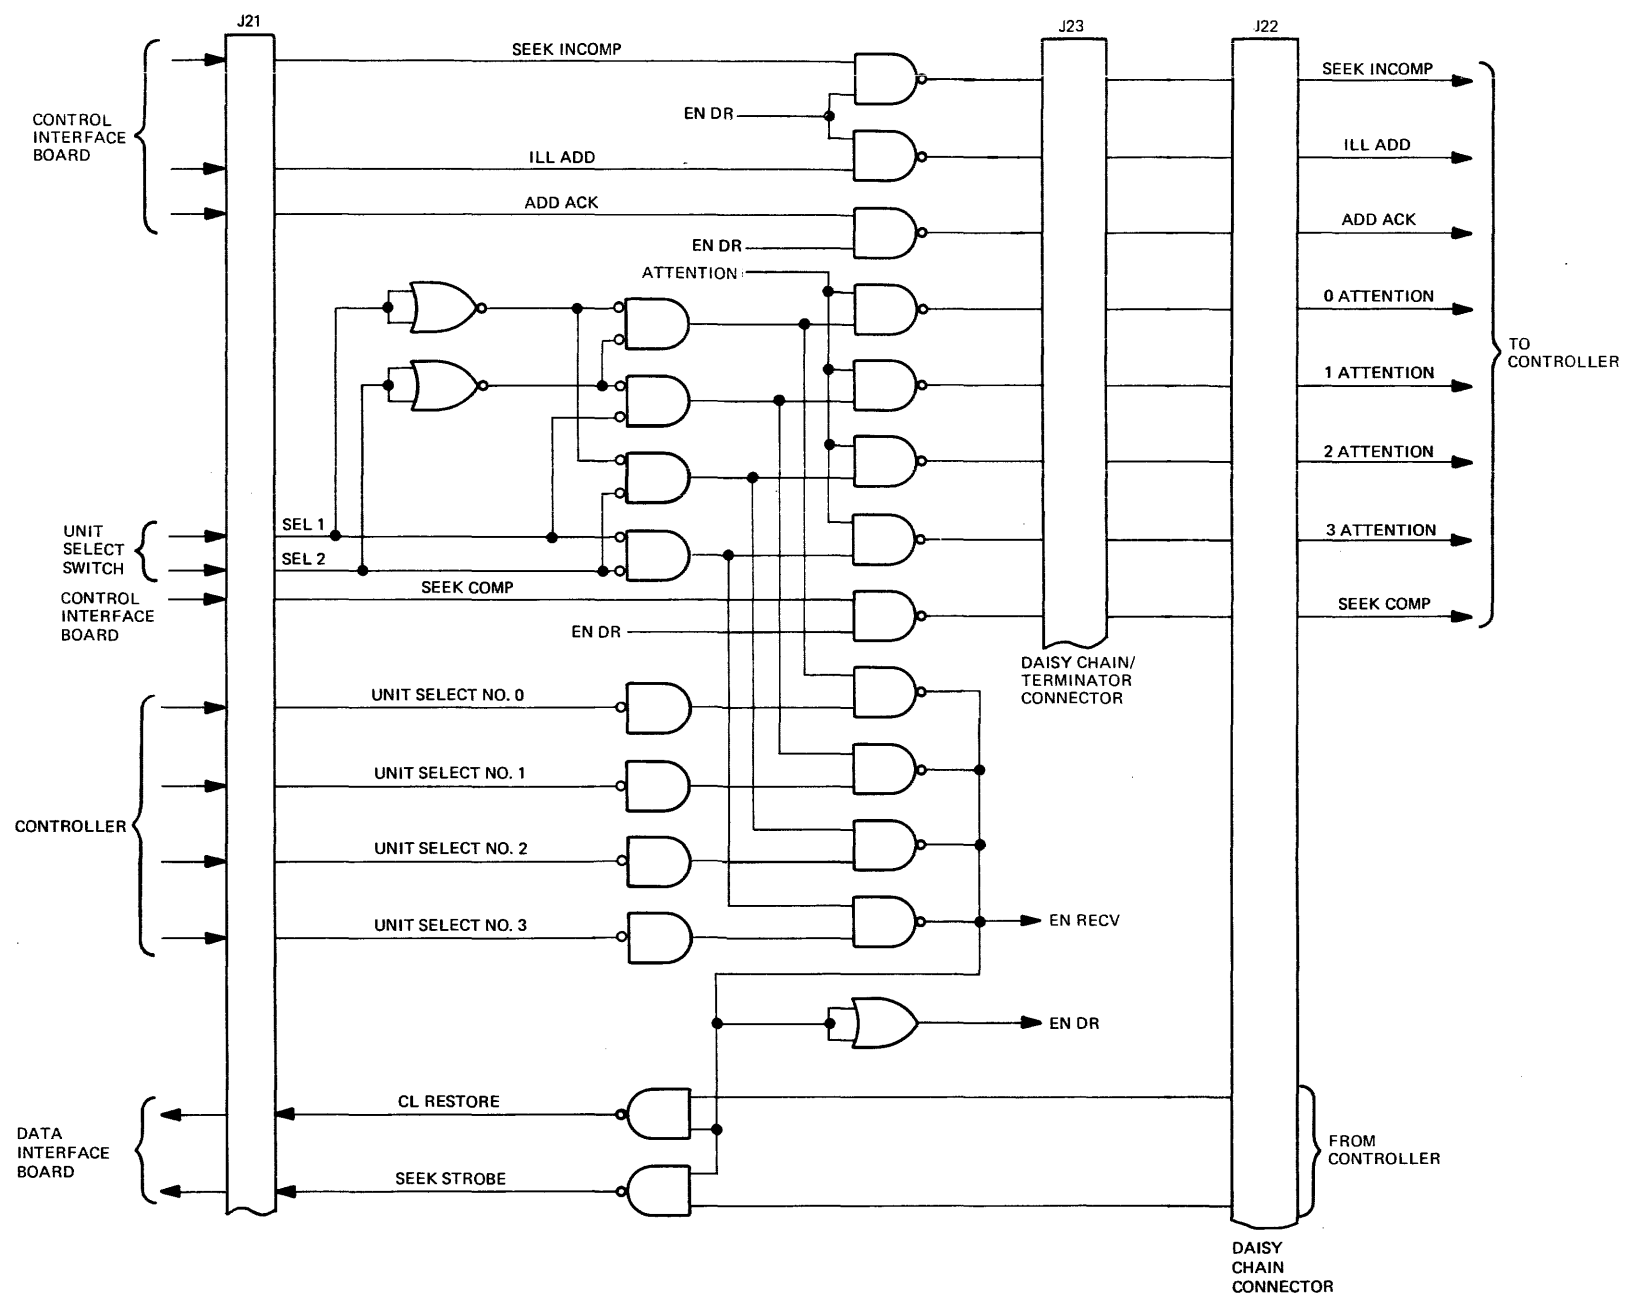 J21
J23
J22
SEEK INCOMP
SEEK INCOMP
EN DR
CONTROL
INTERFACE
BOARD
ILL ADD
ILL ADD
ADD ACK
ADD ACK
EN DR
ATTENTION
0 ATTENTION
TO
CONTROLLER
1 ATTENTION
2 ATTENTION
UNIT
SELECT
SWITCH
SEL 1
SEL 2
3 ATTENTION
CONTROL
INTERFACE
BOARD
SEEK COMP
SEEK COMP
EN DR
DAISY CHAIN/
TERMINATOR
CONNECTOR
UNIT SELECT NO. 0
UNIT SELECT NO. 1
CONTROLLER
UNIT SELECT NO. 2
UNIT SELECT NO. 3
EN RECV
EN DR
CL RESTORE
DATA
INTERFACE
BOARD
FROM
CONTROLLER
SEEK STROBE
DAISY
CHAIN
CONNECTOR